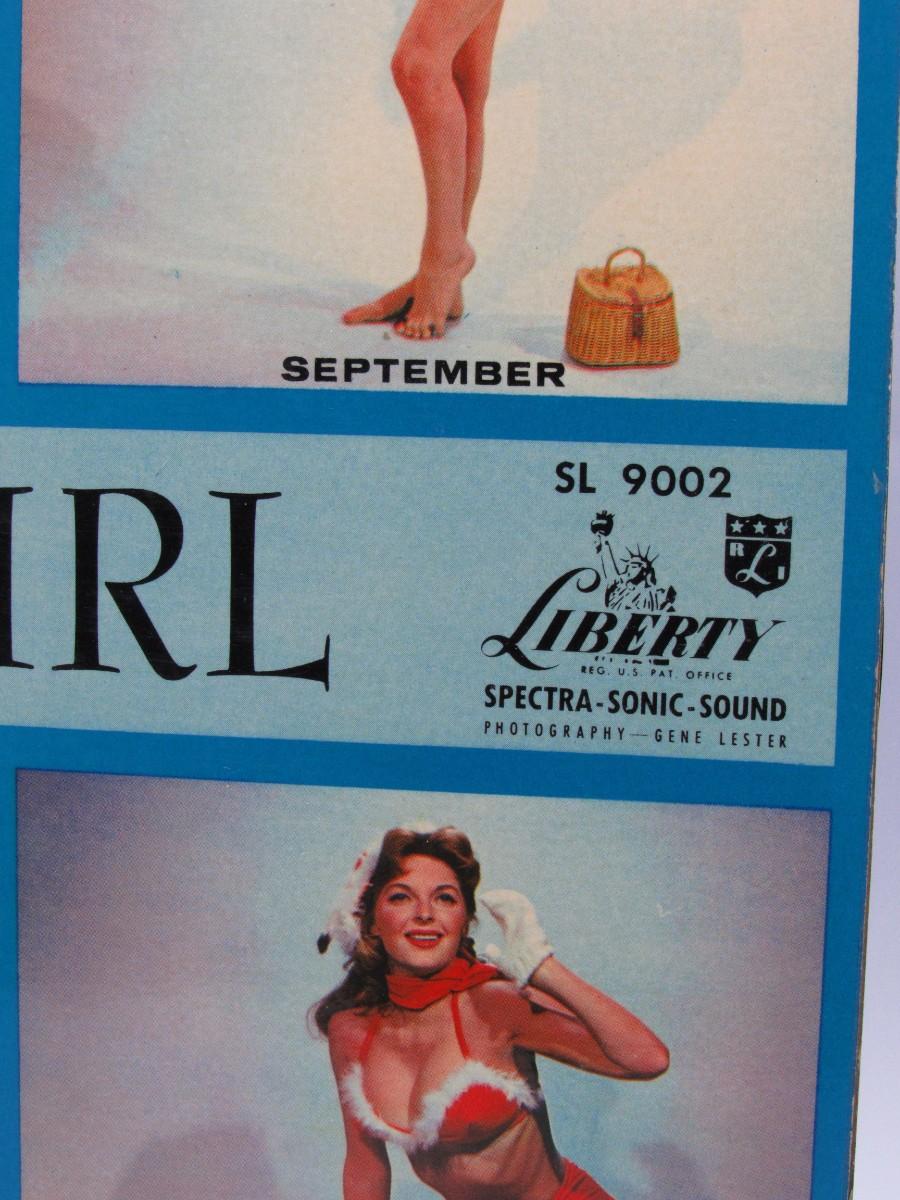 SEPTEMBER
IRL
SL 9002
R L I
LIBERTY
REG. U.S. PAT. OFFICE
SPECTRA-SONIC-SOUND
PHOTOGRAPHY—GENE LESTER